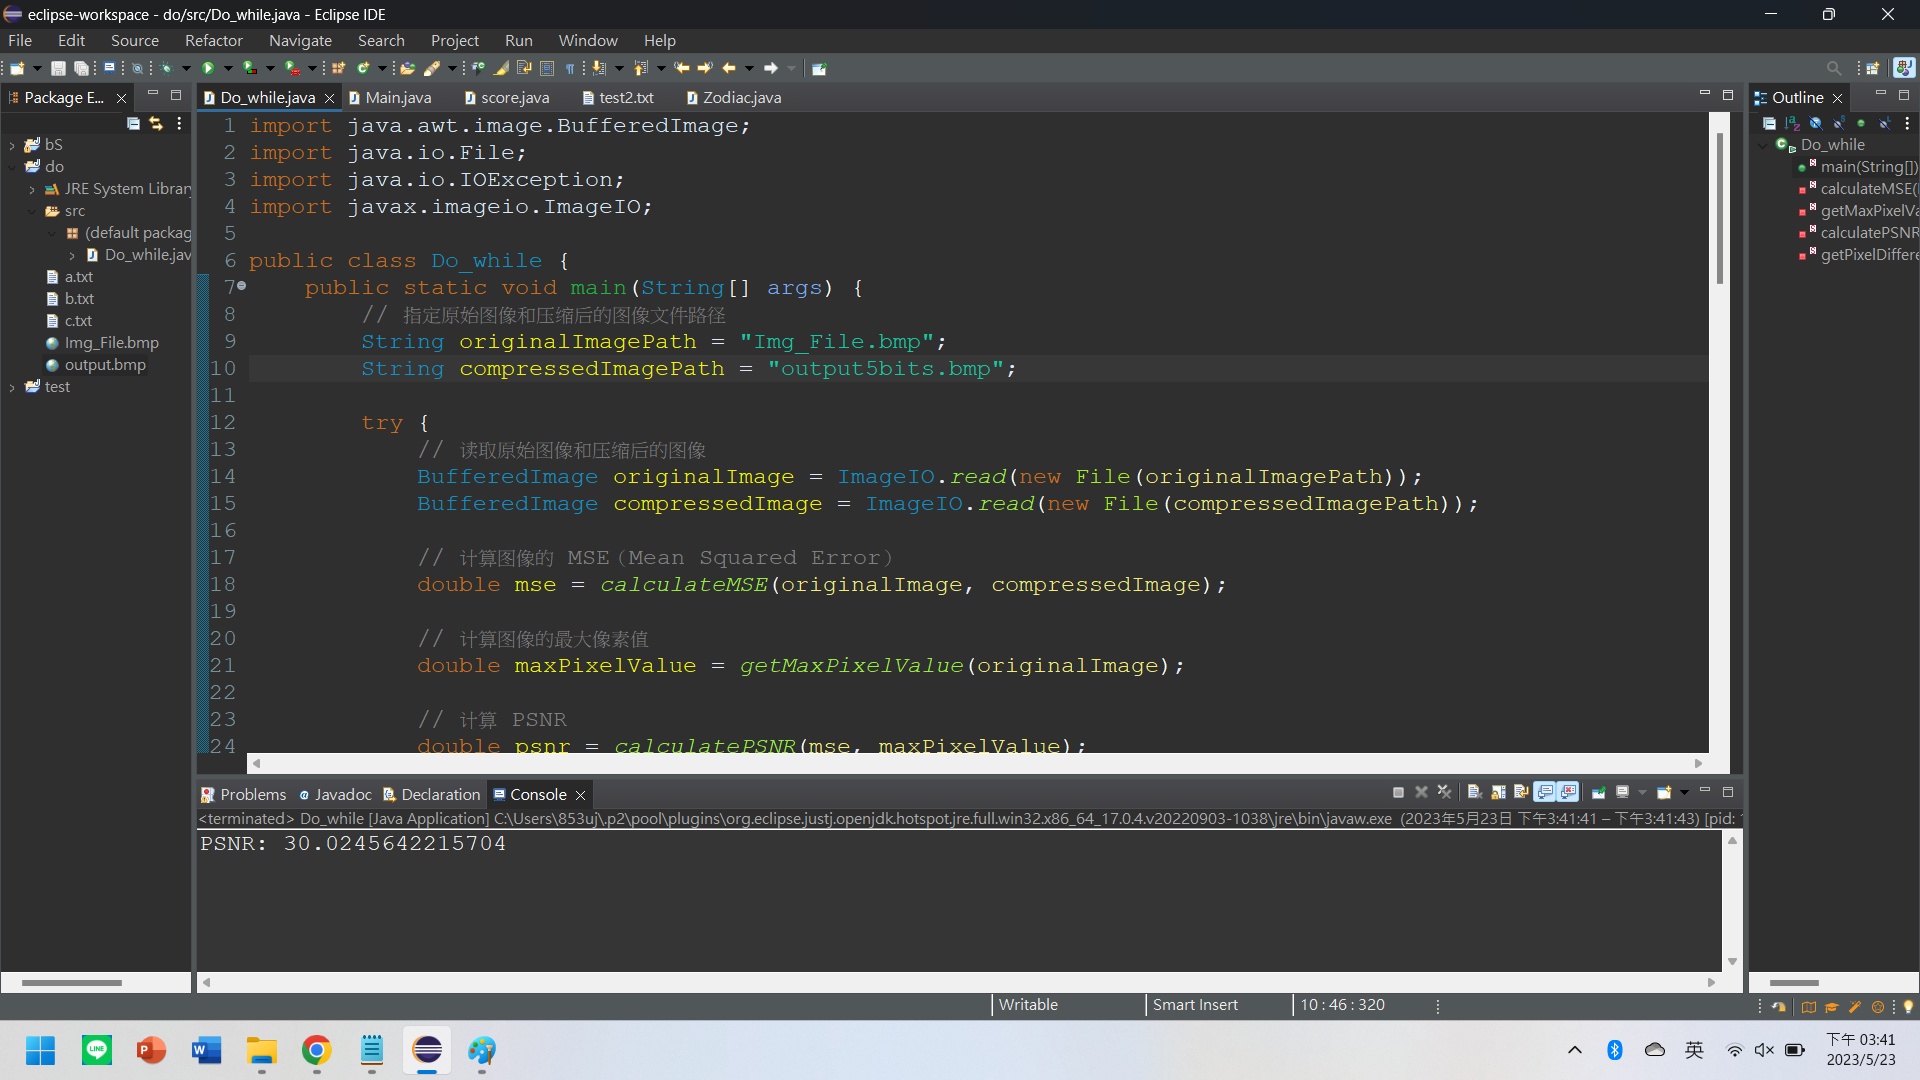 eclipse-workspace - do/src/Do_while.java - Eclipse IDE
File Edit Source Refactor Navigate Search Project Run Window Help
Package E...
Do_while.java Main.java score.java test2.txt Zodiac.java
Outline
bS
do
JRE System Library
src
(default packag
Do_while.jav
a.txt
b.txt
c.txt
Img_File.bmp
output.bmp
test
1 import java.awt.image.BufferedImage;
2 import java.io.File;
3 import java.io.IOException;
4 import javax.imageio.ImageIO;
5
6 public class Do_while {
7 public static void main(String[] args) {
8 // 指定原始图像和压缩后的图像文件路径
9 String originalImagePath = "Img_File.bmp";
10 String compressedImagePath = "output5bits.bmp";
11
12 try {
13 // 读取原始图像和压缩后的图像
14 BufferedImage originalImage = ImageIO.read(new File(originalImagePath));
15 BufferedImage compressedImage = ImageIO.read(new File(compressedImagePath));
16
17 // 计算图像的 MSE（Mean Squared Error）
18 double mse = calculateMSE(originalImage, compressedImage);
19
20 // 计算图像的最大像素值
21 double maxPixelValue = getMaxPixelValue(originalImage);
22
23 // 计算 PSNR
24 double psnr = calculatePSNR(mse, maxPixelValue);
Do_while
main(String[])
calculateMSE(
getMaxPixelVa
calculatePSNR
getPixelDiffere
Problems Javadoc Declaration Console
<terminated> Do_while [Java Application] C:\Users\853uj\.p2\pool\plugins\org.eclipse.justj.openjdk.hotspot.jre.full.win32.x86_64_17.0.4.v20220903-1038\jre\bin\javaw.exe (2023年5月23日 下午3:41:41 – 下午3:41:43) [pid:
PSNR: 30.0245642215704
Writable Smart Insert 10 : 46 : 320
英
下午 03:41
2023/5/23